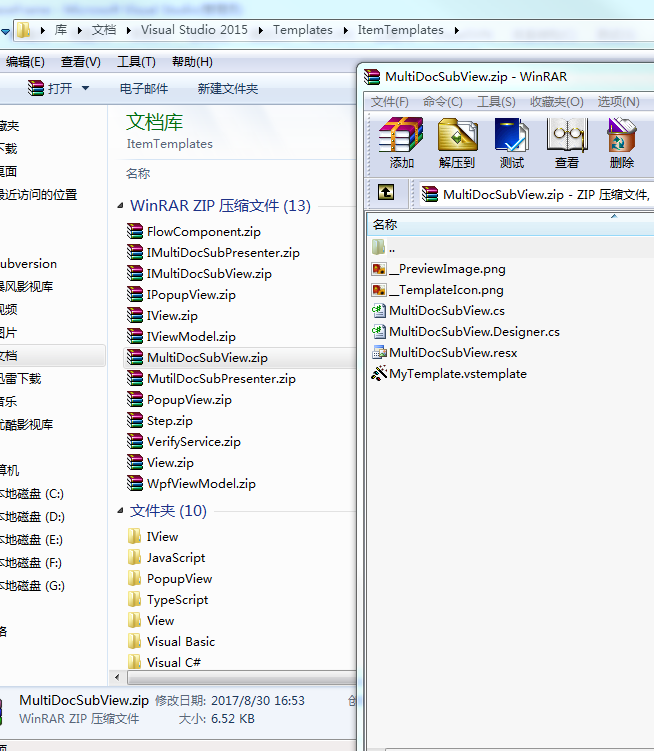 库 文档 Visual Studio 2015 Templates ItemTemplates
编辑(E) 查看(V) 工具(T) 帮助(H)
打开 电子邮件 新建文件夹
文档库
ItemTemplates
名称
WinRAR ZIP 压缩文件 (13)
FlowComponent.zip
IMultiDocSubPresenter.zip
IMultiDocSubView.zip
IPopupView.zip
IView.zip
IViewModel.zip
MultiDocSubView.zip
MutilDocSubPresenter.zip
PopupView.zip
Step.zip
VerifyService.zip
View.zip
WpfViewModel.zip
文件夹 (10)
IView
JavaScript
PopupView
TypeScript
View
Visual Basic
Visual C#
藏夹
下载
桌面
最近访问的位置
ubversion
暴风影视库
视频
图片
文档
迅雷下载
音乐
优酷影视库
算机
本地磁盘 (C:)
本地磁盘 (D:)
本地磁盘 (E:)
本地磁盘 (F:)
本地磁盘 (G:)
络
MultiDocSubView.zip 修改日期: 2017/8/30 16:53 创
WinRAR ZIP 压缩文件 大小: 6.52 KB
MultiDocSubView.zip - WinRAR
文件(F) 命令(C) 工具(S) 收藏夹(O) 选项(N)
添加 解压到 测试 查看 删除
MultiDocSubView.zip - ZIP 压缩文件,
名称
..
__PreviewImage.png
__TemplateIcon.png
MultiDocSubView.cs
MultiDocSubView.Designer.cs
MultiDocSubView.resx
MyTemplate.vstemplate